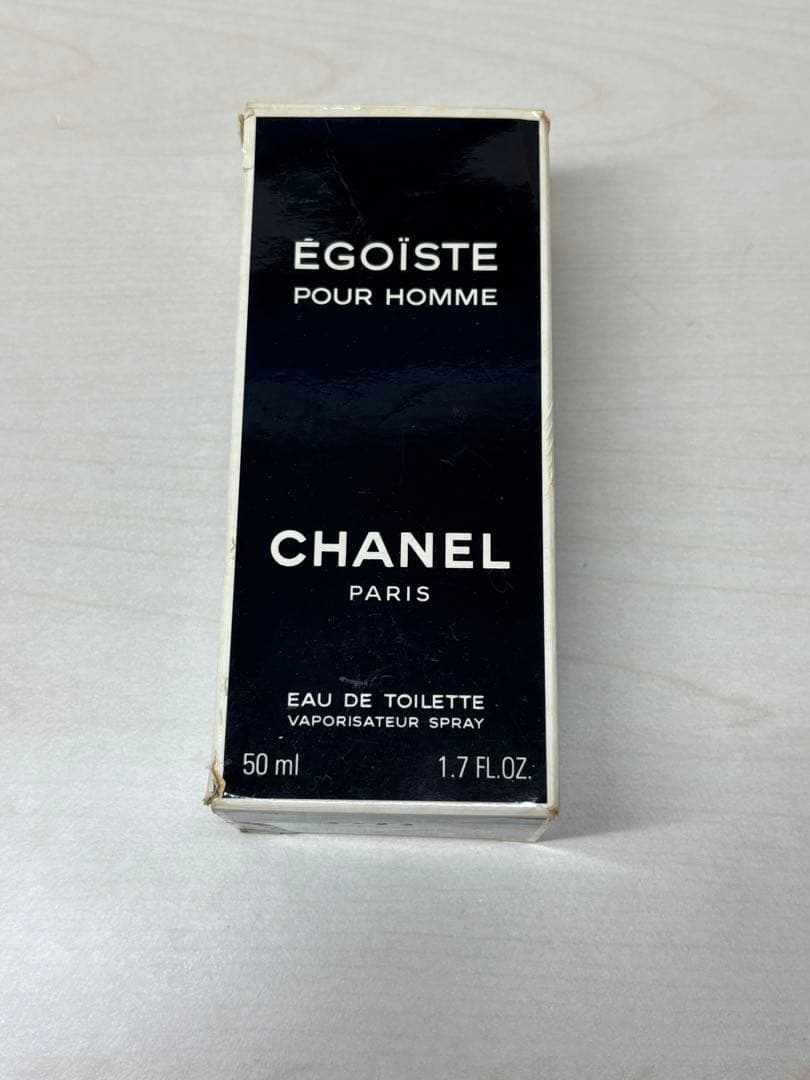 ÉGOÏSTE
POUR HOMME
CHANEL
PARIS
EAU DE TOILETTE
VAPORISATEUR SPRAY
50 ml 1.7 FL.OZ.